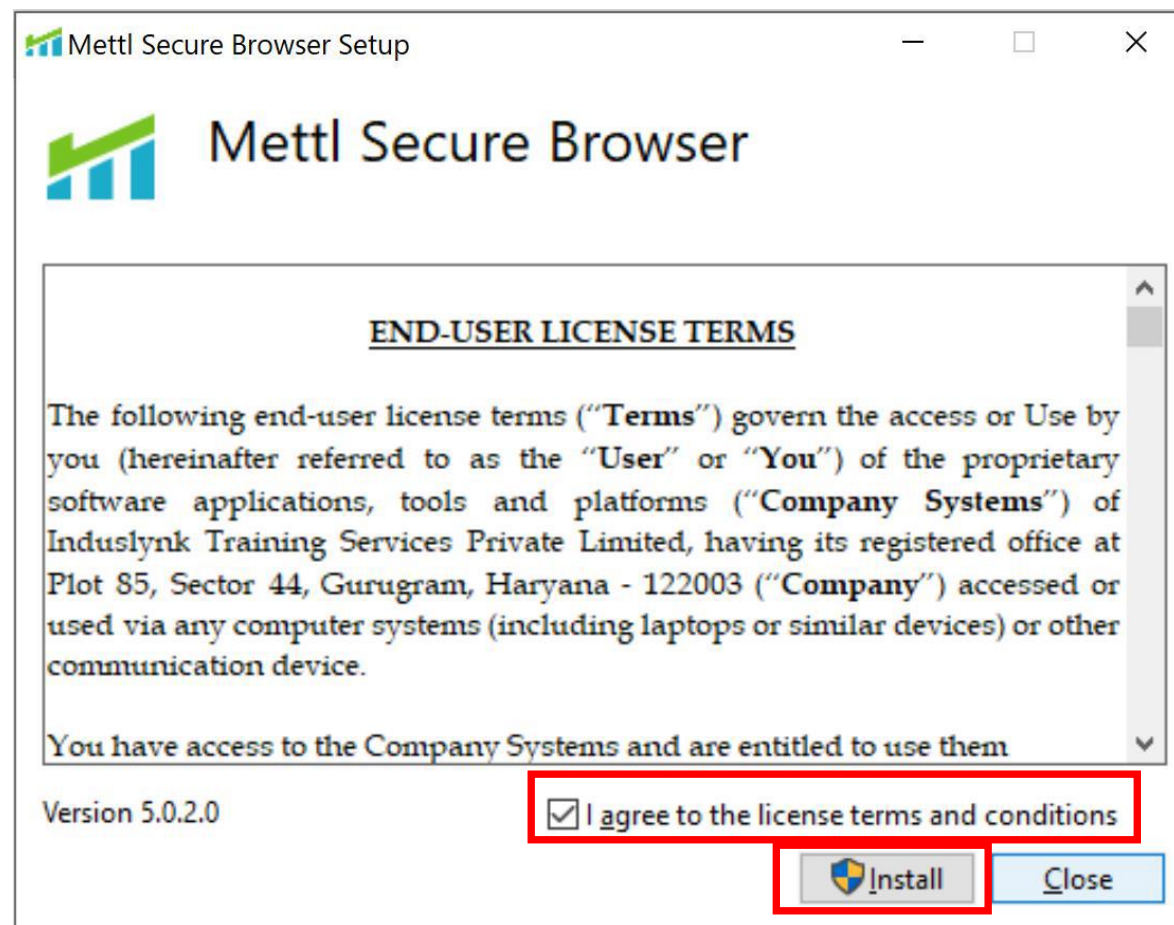 Mettl Secure Browser Setup
Mettl Secure Browser
END-USER LICENSE TERMS
The following end-user license terms (“Terms”) govern the access or Use by
you (hereinafter referred to as the “User” or “You”) of the proprietary
software applications, tools and platforms (“Company Systems”) of
Induslynk Training Services Private Limited, having its registered office at
Plot 85, Sector 44, Gurugram, Haryana - 122003 (“Company”) accessed or
used via any computer systems (including laptops or similar devices) or other
communication device.
You have access to the Company Systems and are entitled to use them
Version 5.0.2.0
I agree to the license terms and conditions
Install
Close